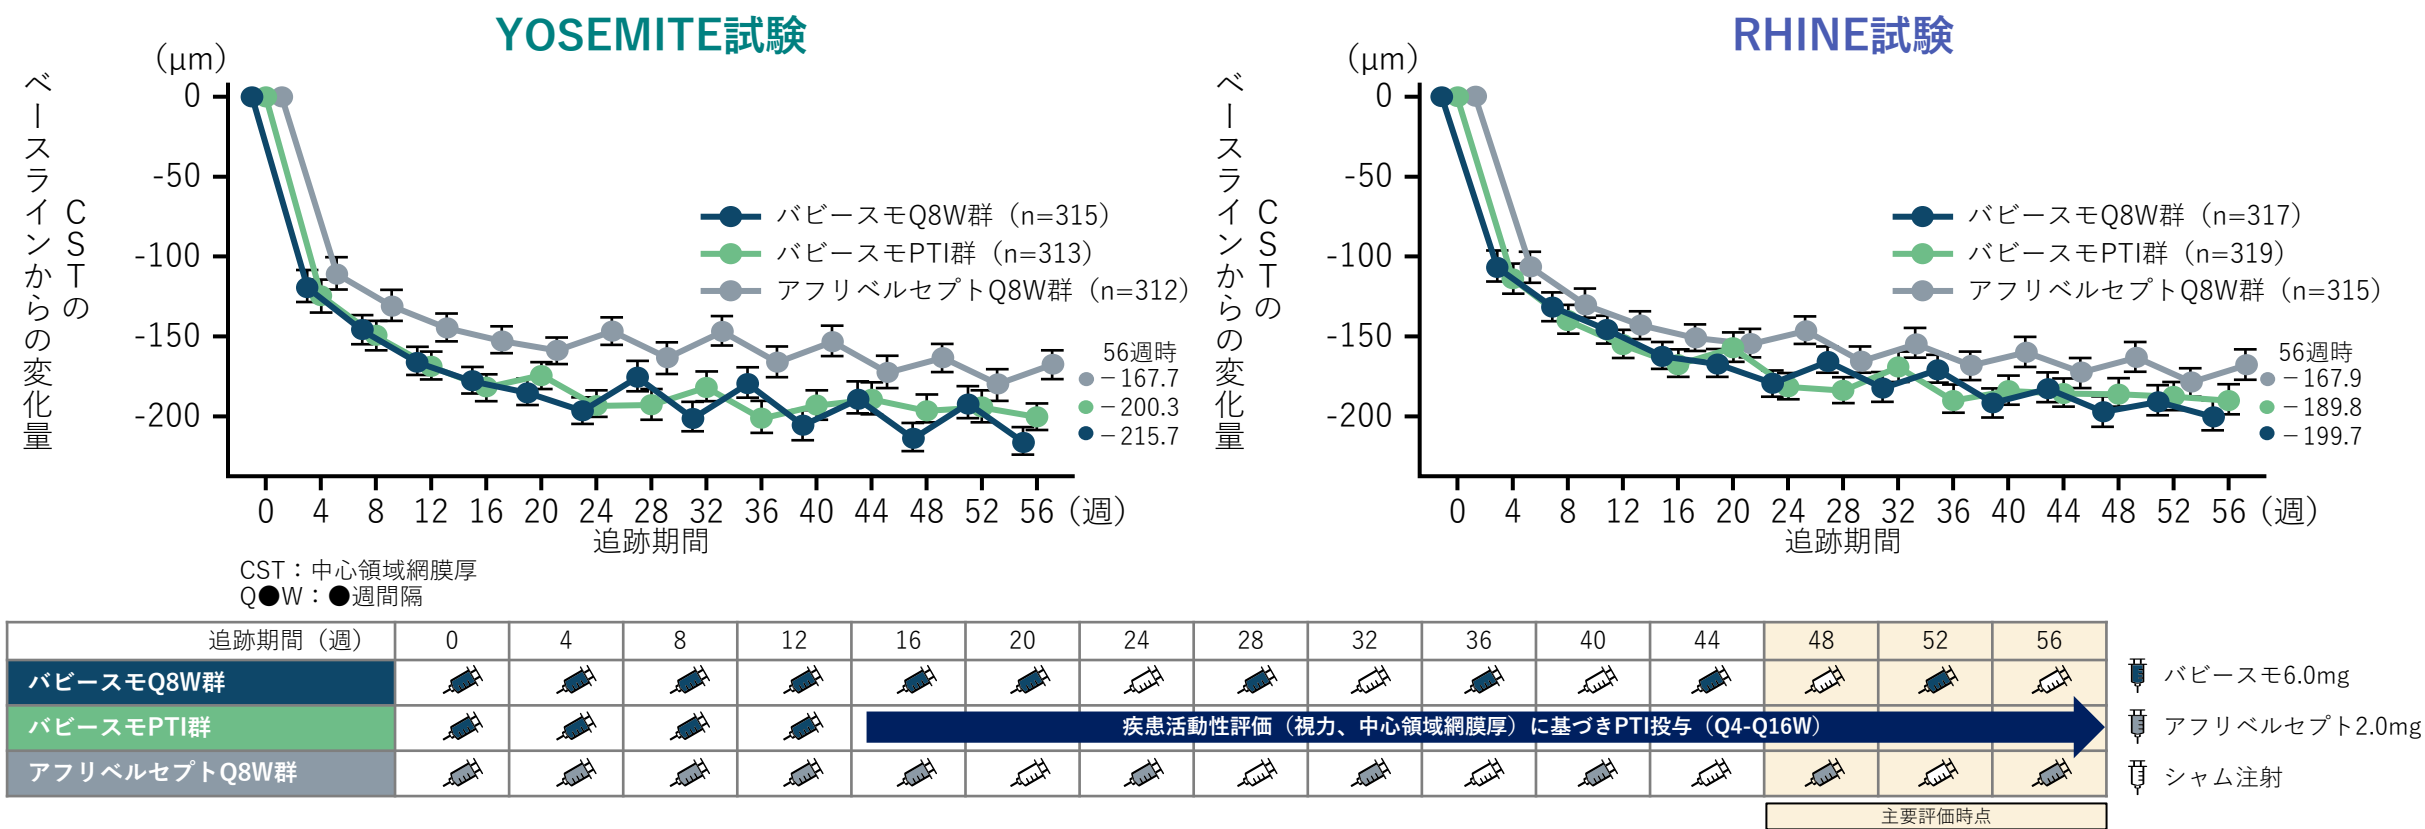 YOSEMITE試験
(μm)
ベースラインからの変化量
CSTの
0
-50
-100
-150
-200
バビースモQ8W群（n=315）
バビースモPTI群（n=313）
アフリベルセプトQ8W群（n=312）
56週時
－167.7
－200.3
－215.7
0 4 8 12 16 20 24 28 32 36 40 44 48 52 56（週）
追跡期間
CST：中心領域網膜厚
Q●W：●週間隔
RHINE試験
(μm)
ベースラインからの変化量
CSTの
0
-50
-100
-150
-200
バビースモQ8W群（n=317）
バビースモPTI群（n=319）
アフリベルセプトQ8W群（n=315）
56週時
－167.9
－189.8
－199.7
0 4 8 12 16 20 24 28 32 36 40 44 48 52 56（週）
追跡期間
追跡期間（週） 0 4 8 12 16 20 24 28 32 36 40 44 48 52 56
バビースモQ8W群
バビースモPTI群 疾患活動性評価（視力、中心領域網膜厚）に基づきPTI投与（Q4-Q16W）
アフリベルセプトQ8W群
主要評価時点
バビースモ6.0mg
アフリベルセプト2.0mg
シャム注射